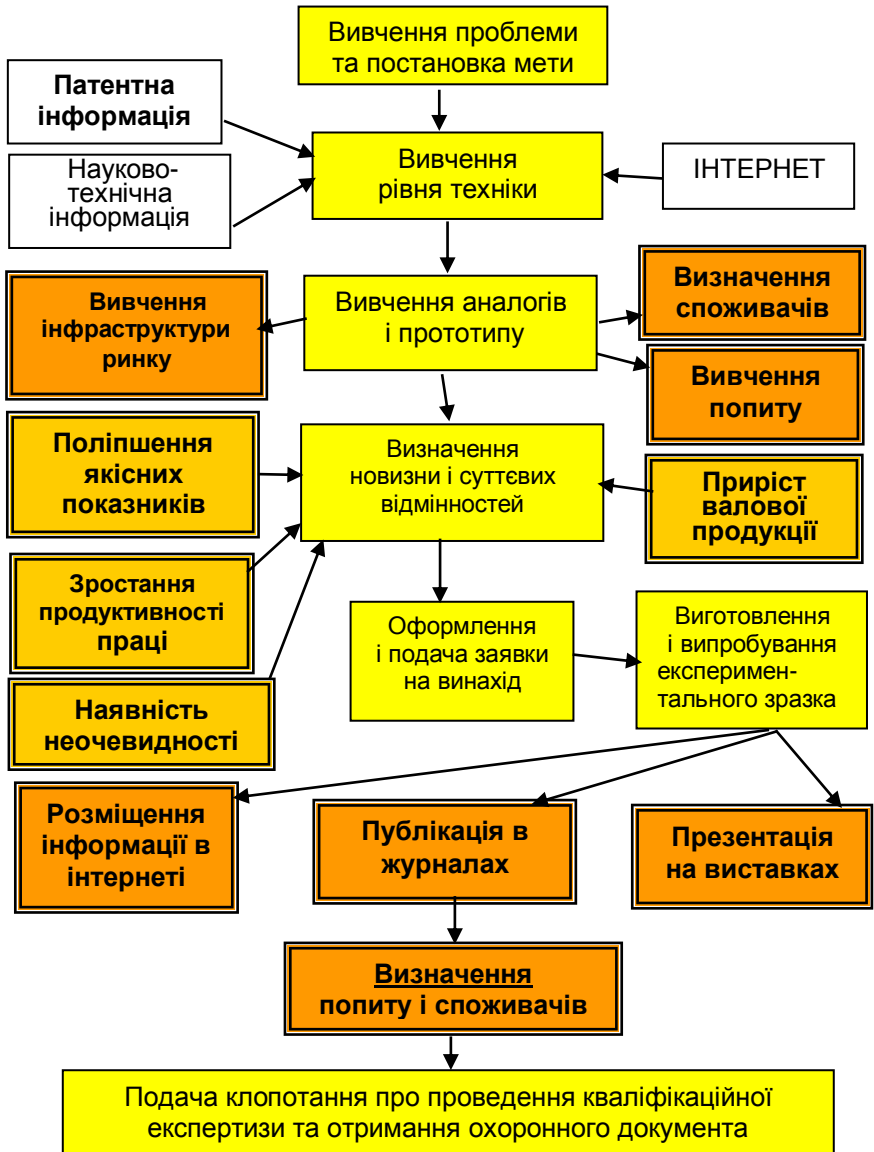 Вивчення проблеми
та постановка мети
Патентна
інформація
Науково-
технічна
інформація
Вивчення
рівня техніки
ІНТЕРНЕТ
Вивчення
інфраструктури
ринку
Вивчення аналогів
і прототипу
Визначення
споживачів
Вивчення
попиту
Поліпшення
якісних
показників
Визначення
новизни і суттєвих
відмінностей
Приріст
валової
продукції
Зростання
продуктивності
праці
Наявність
неочевидності
Оформлення
і подача заявки
на винахід
Виготовлення
і випробування
експеримен-
тального зразка
Розміщення
інформації в
інтернеті
Публікація в
журналах
Презентація
на виставках
Визначення
попиту і споживачів
Подача клопотання про проведення кваліфікаційної
експертизи та отримання охоронного документа